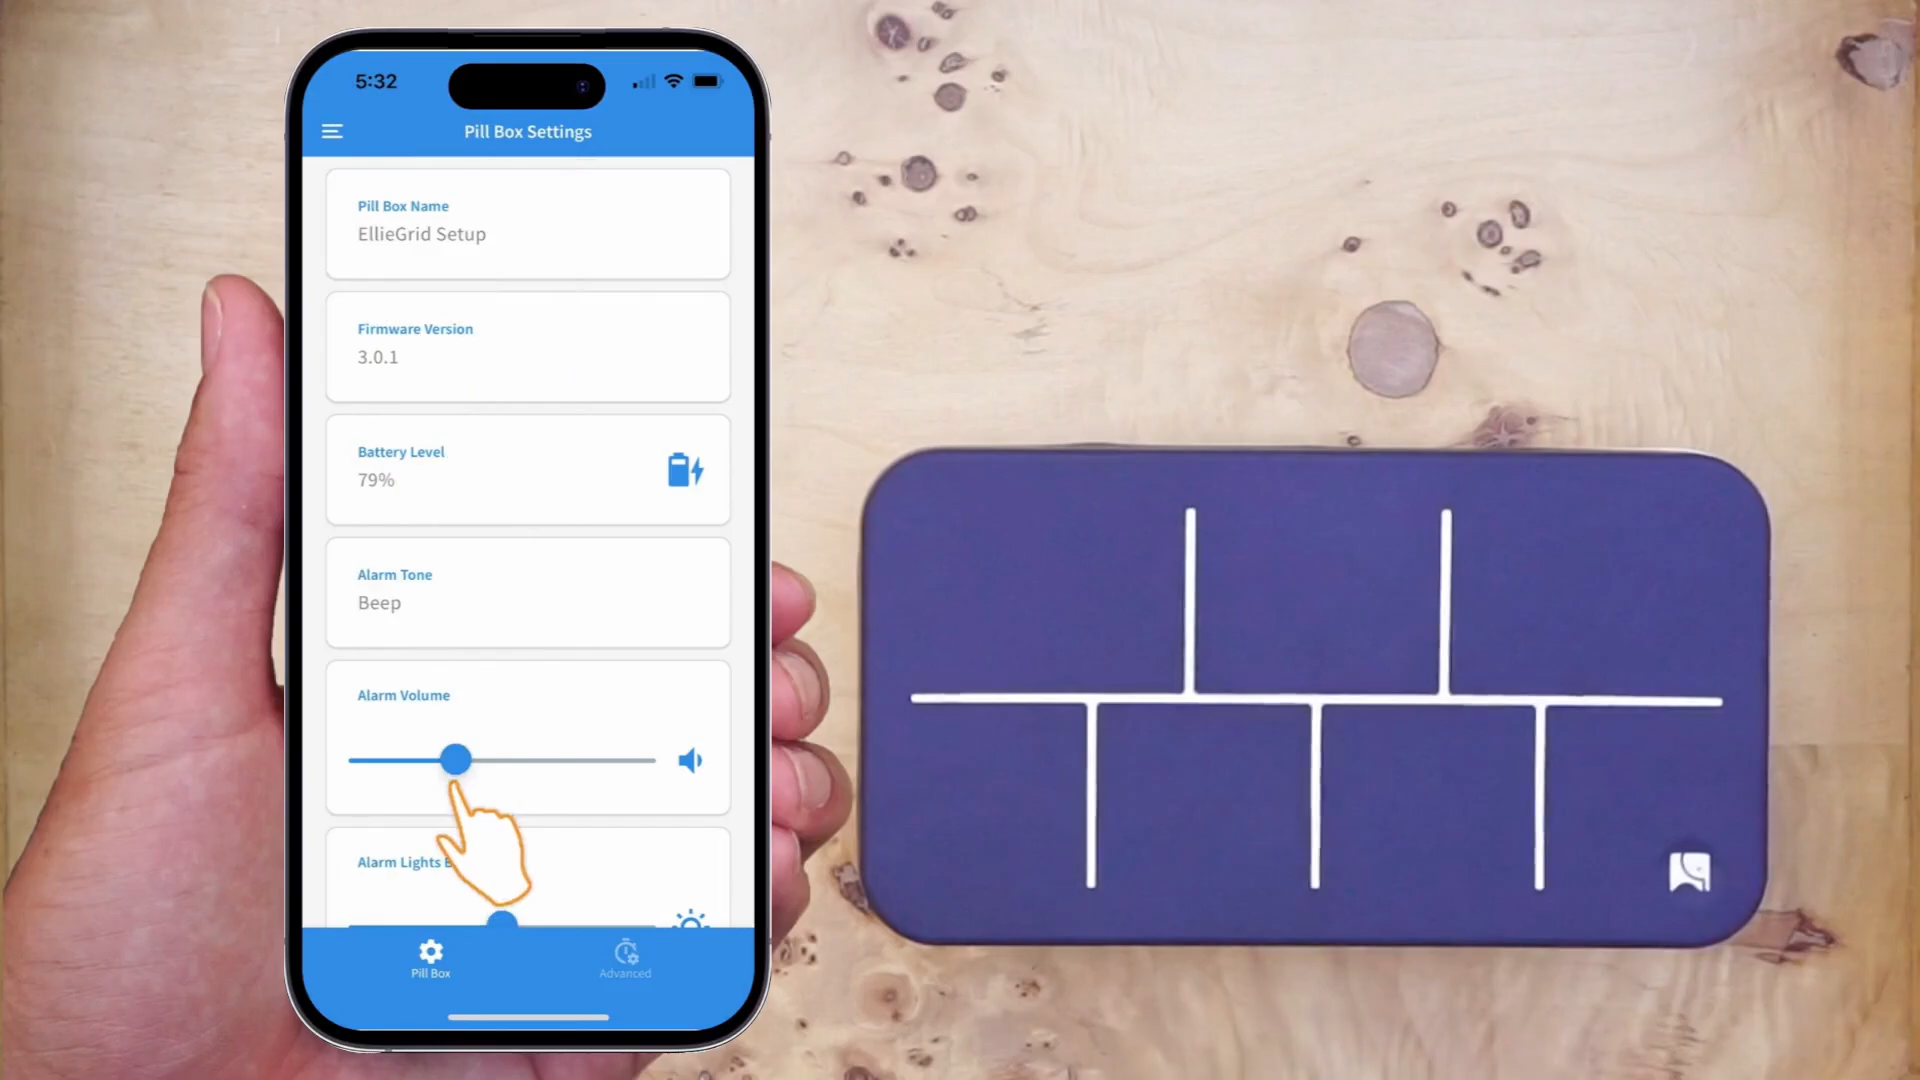 5:32
Pill Box Settings
Pill Box Name
EllieGrid Setup
Firmware Version
3.0.1
Battery Level
79%
Alarm Tone
Beep
Alarm Volume
Alarm Lights
Pill Box
Advanced